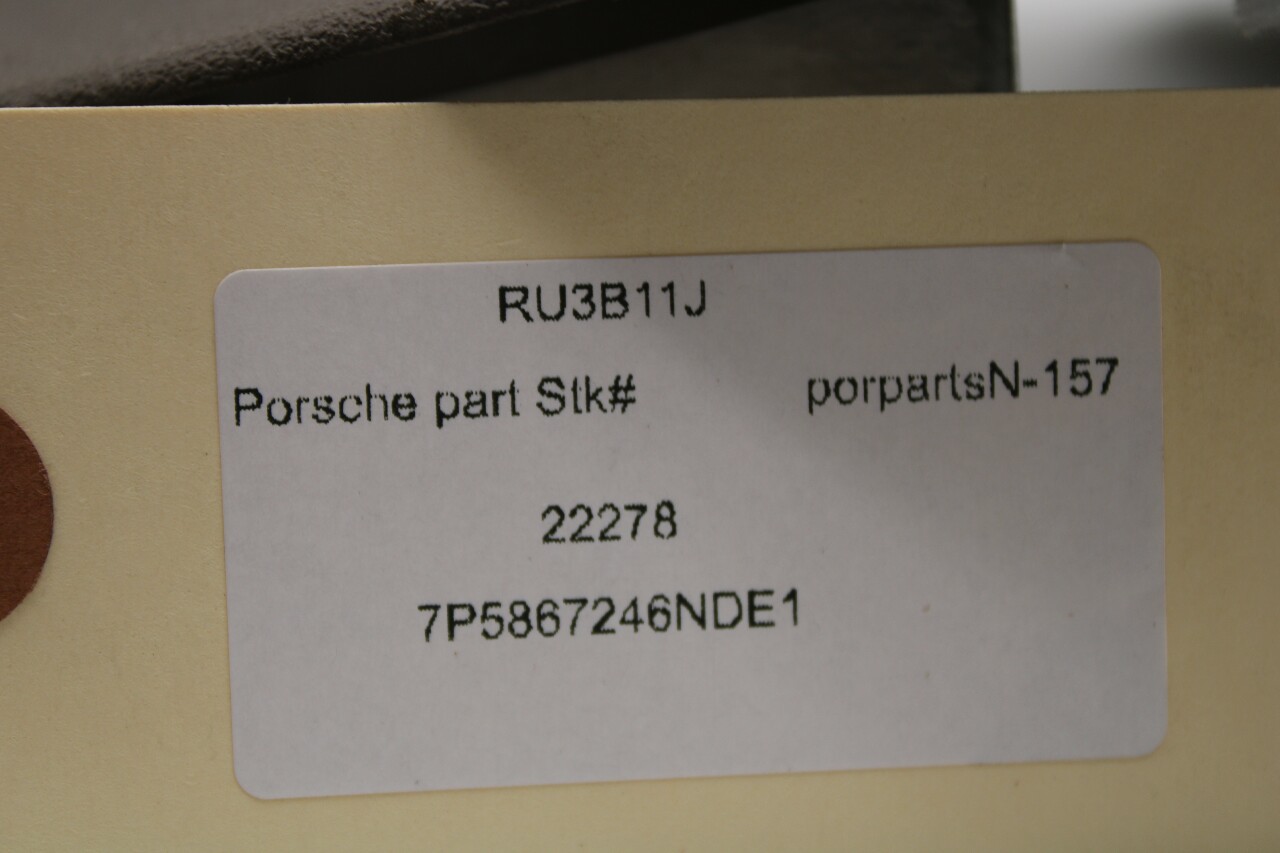 RU3B11J
Porsche part Stk# porpartsN-157
22278
7P5867246NDE1